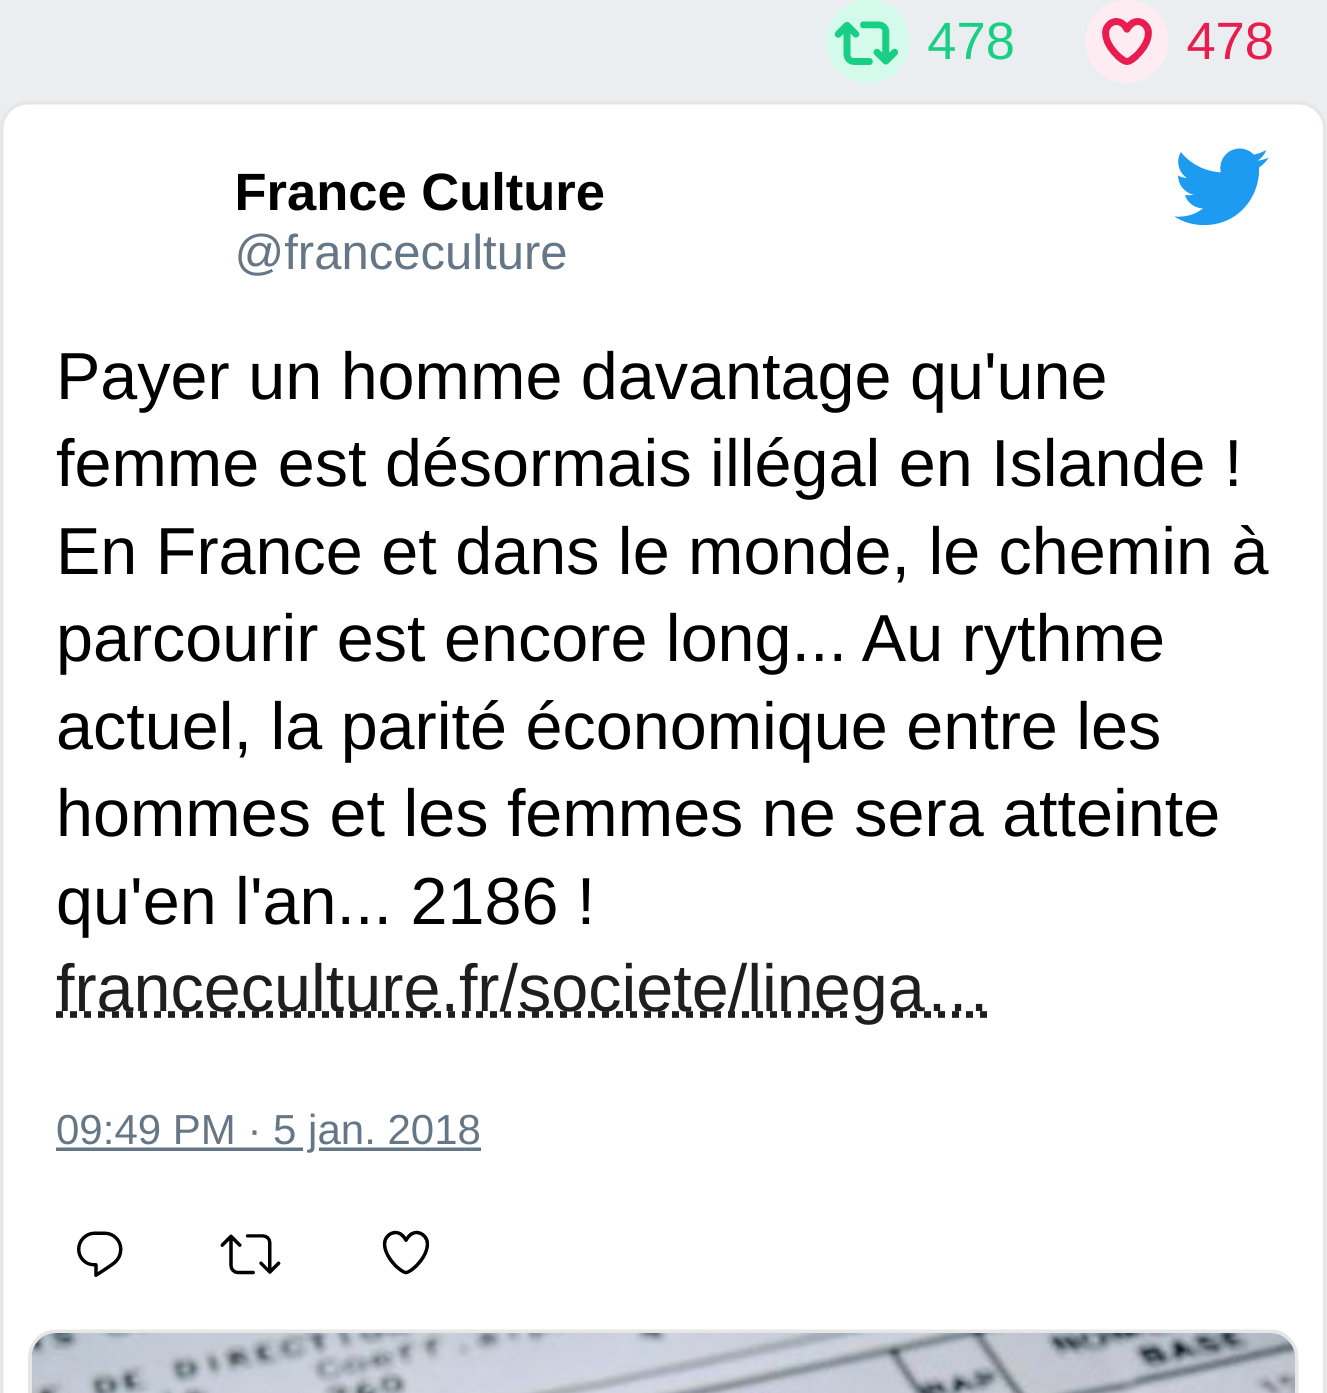 478 478
France Culture
@franceculture
Payer un homme davantage qu'une
femme est désormais illégal en Islande !
En France et dans le monde, le chemin à
parcourir est encore long... Au rythme
actuel, la parité économique entre les
hommes et les femmes ne sera atteinte
qu'en l'an... 2186 !
franceculture.fr/societe/linega...
09:49 PM · 5 jan. 2018
DE DIRECTION
BASE